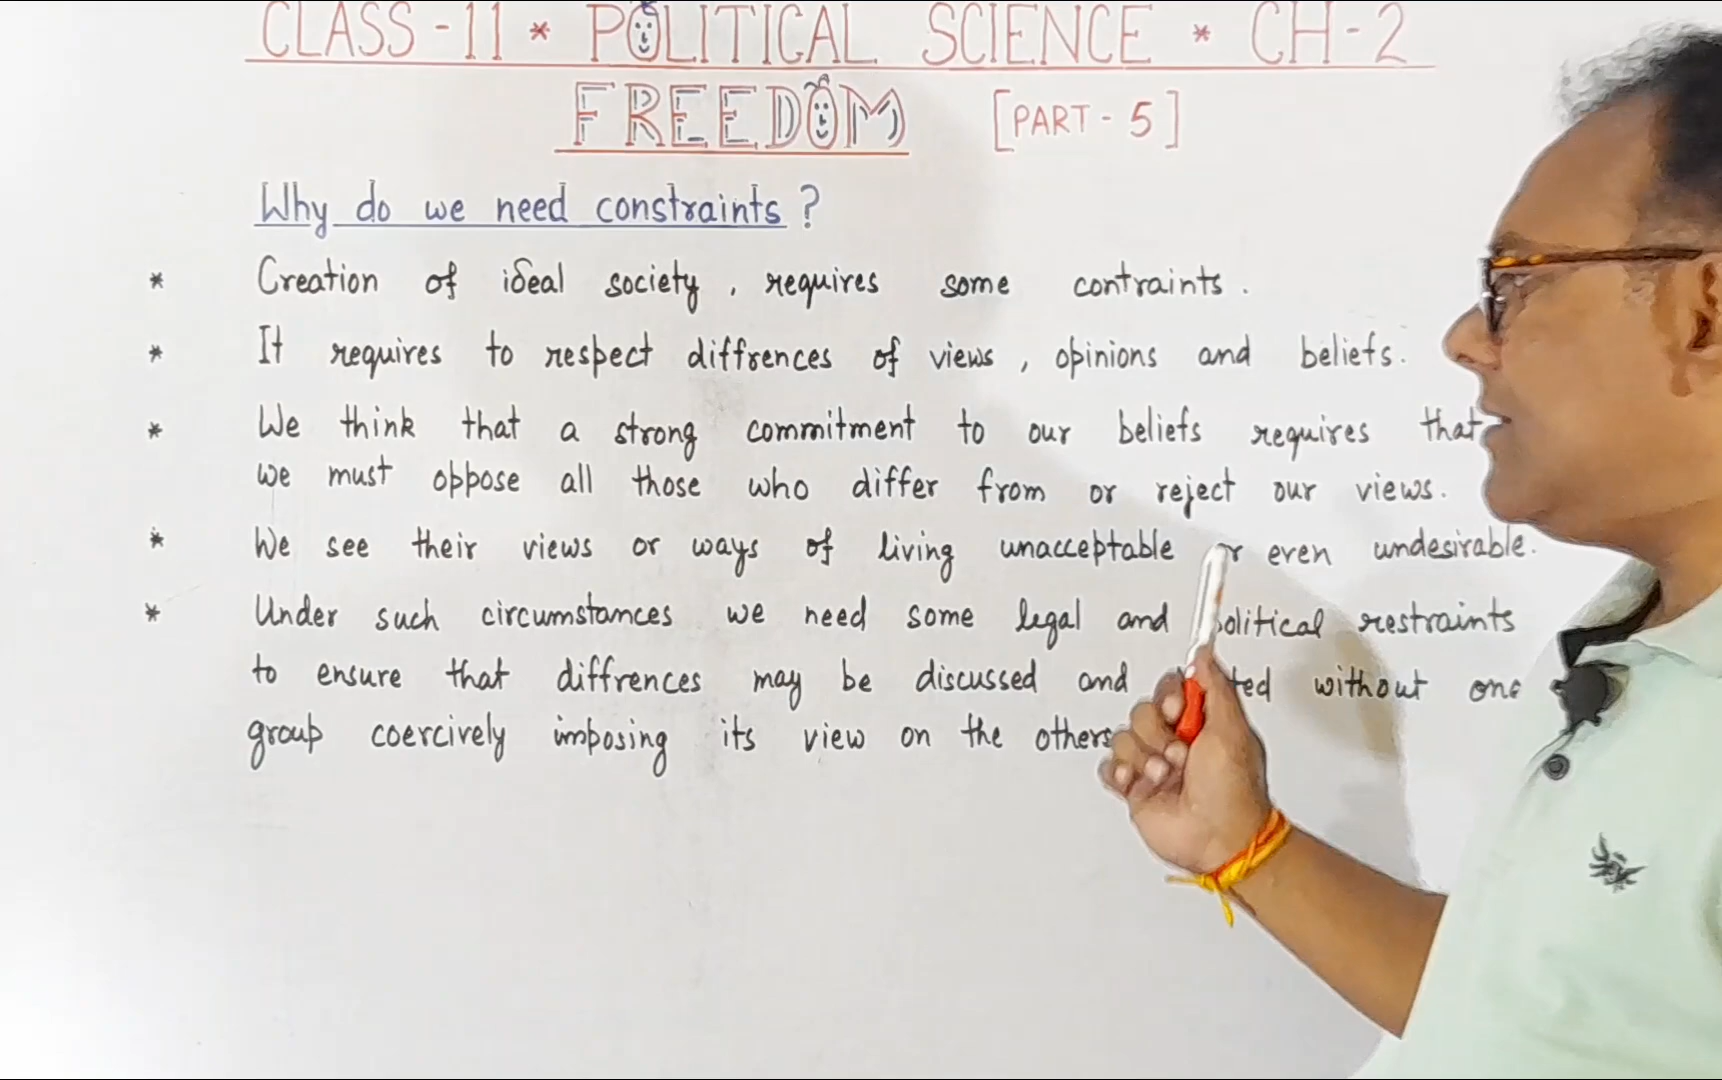 CLASS - 11 * POLITICAL SCIENCE * CH - 2
FREEDOM [PART - 5]
Why do we need constraints ?
* Creation of ideal society , requires some contraints .
* It requires to respect diffrences of views , opinions and beliefs .
* We think that a strong commitment to our beliefs requires that
we must oppose all those who differ from or reject our views .
* We see their views or ways of living unacceptable or even undesirable .
* Under such circumstances we need some legal and political restraints
to ensure that diffrences may be discussed and without one
group coercively imposing its view on the others